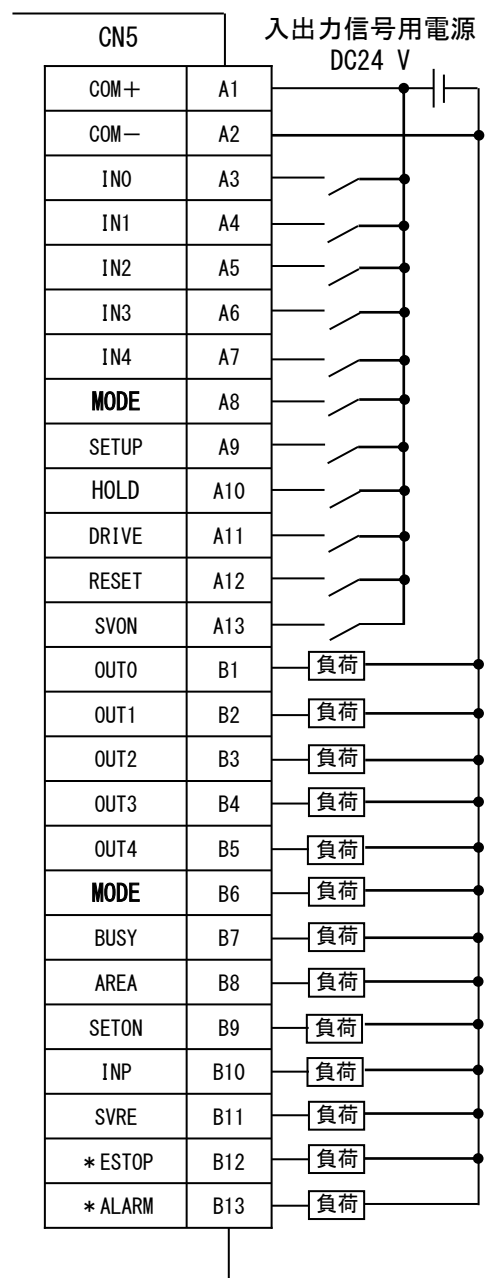 CN5
入出力信号用電源
DC24 V
COM+ A1
COM− A2
IN0 A3
IN1 A4
IN2 A5
IN3 A6
IN4 A7
MODE A8
SETUP A9
HOLD A10
DRIVE A11
RESET A12
SVON A13
OUT0 B1 負荷
OUT1 B2 負荷
OUT2 B3 負荷
OUT3 B4 負荷
OUT4 B5 負荷
MODE B6 負荷
BUSY B7 負荷
AREA B8 負荷
SETON B9 負荷
INP B10 負荷
SVRE B11 負荷
*ESTOP B12 負荷
*ALARM B13 負荷